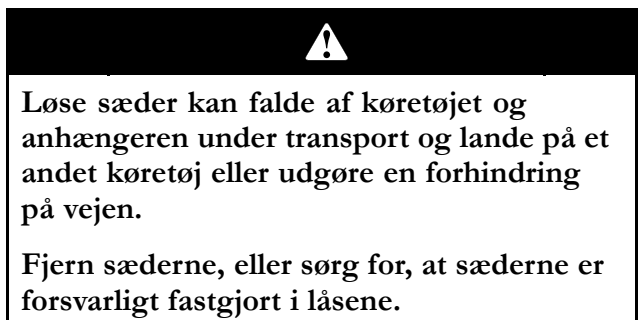 Løse sæder kan falde af køretøjet og
anhængeren under transport og lande på et
andet køretøj eller udgøre en forhindring
på vejen.
Fjern sæderne, eller sørg for, at sæderne er
forsvarligt fastgjort i låsene.